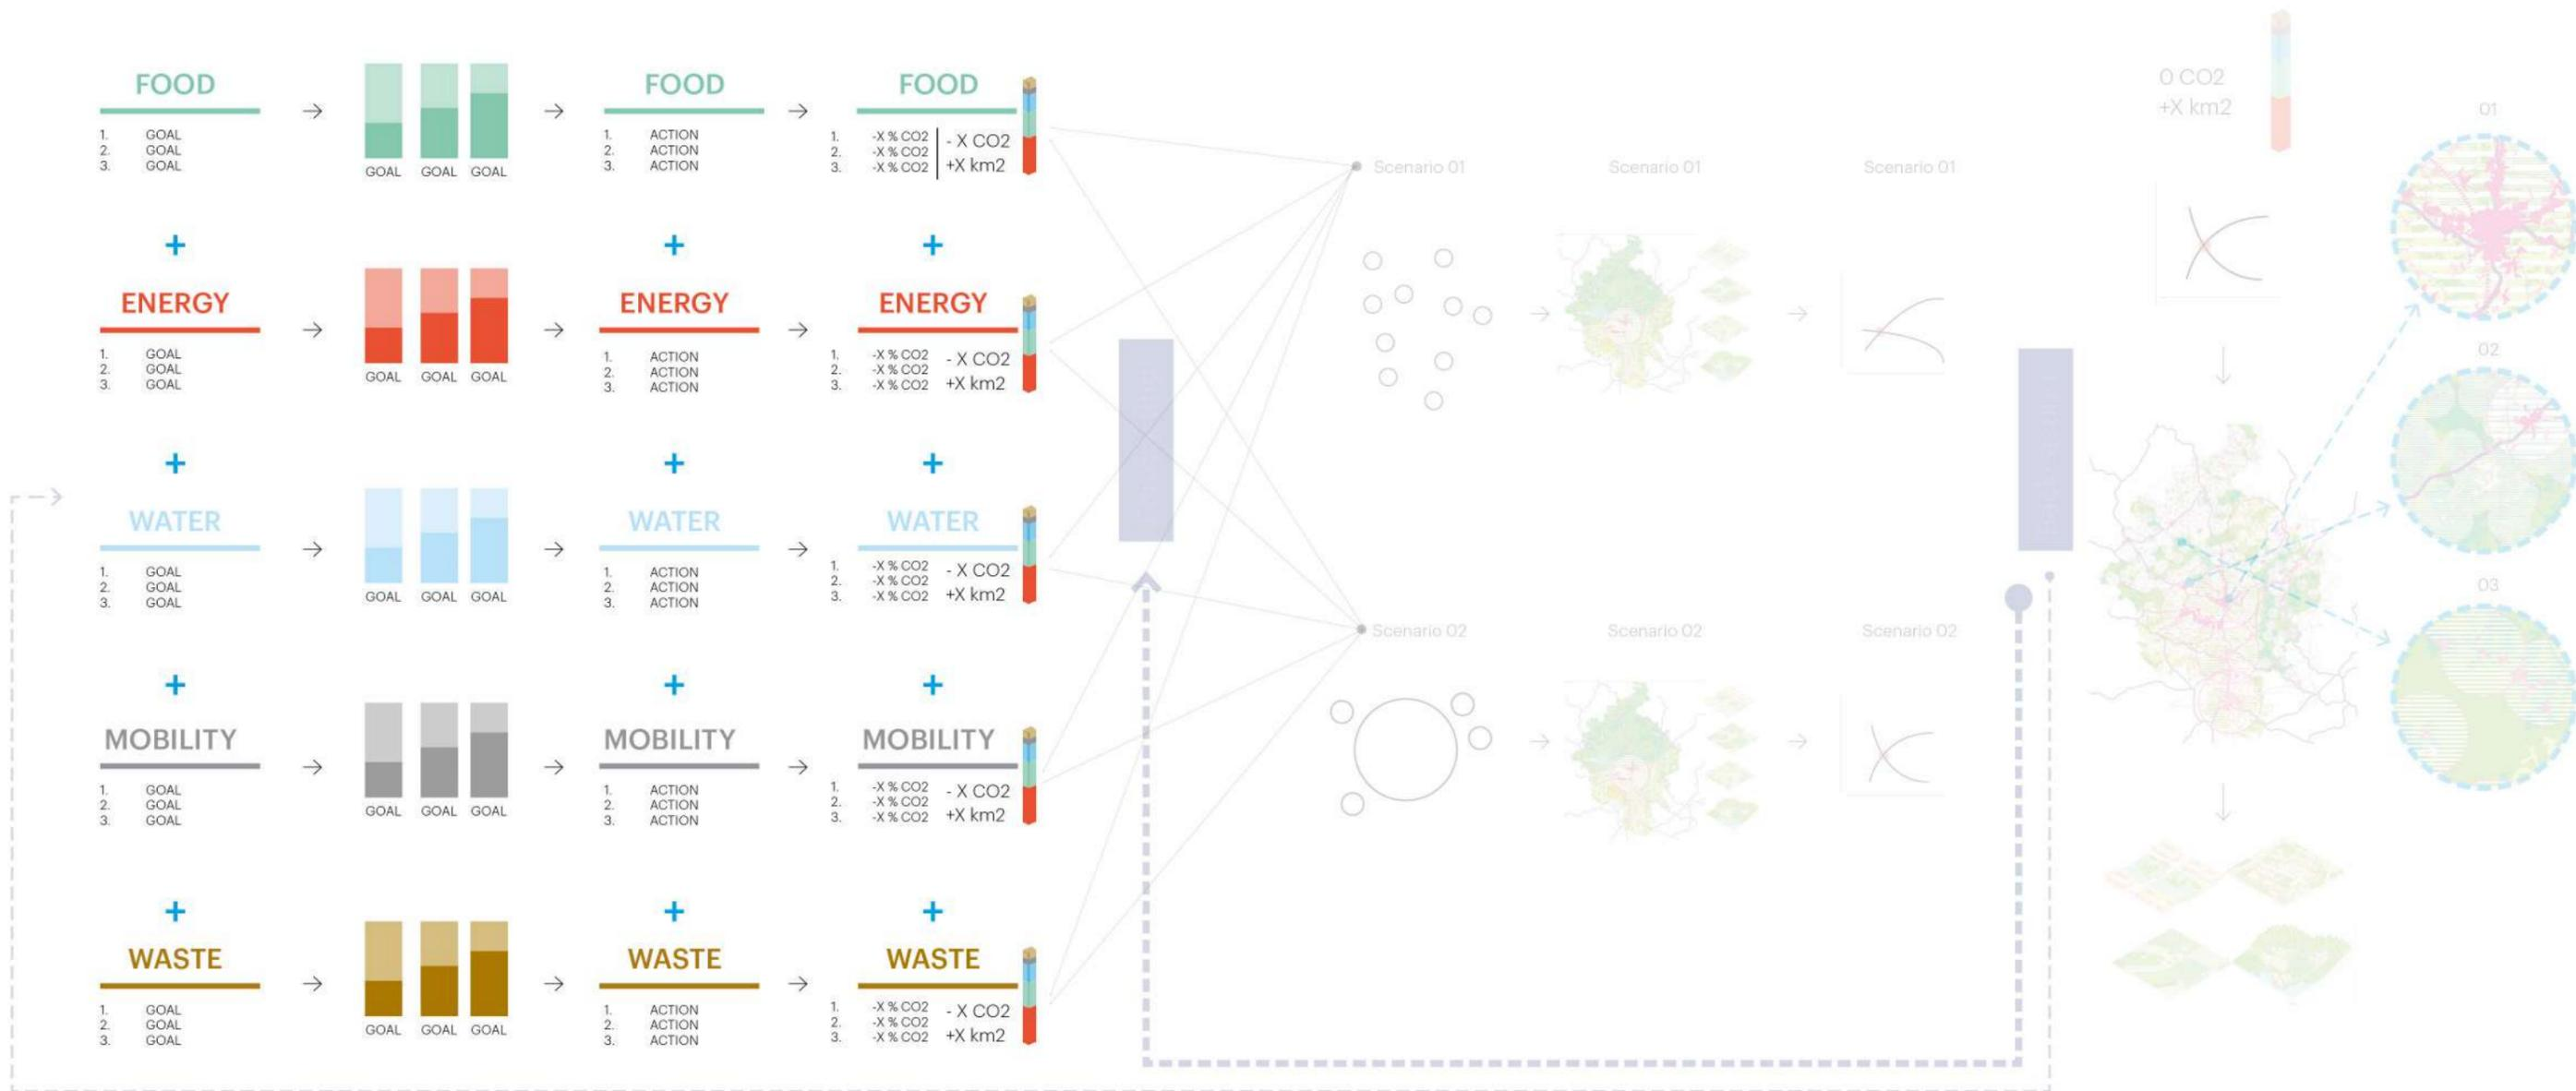 FOOD
1. GOAL
2. GOAL
3. GOAL
GOAL GOAL GOAL
FOOD
1. ACTION
2. ACTION
3. ACTION
FOOD
1. -X % CO2
2. -X % CO2
3. -X % CO2
- X CO2
+X km2
+
+
+
ENERGY
1. GOAL
2. GOAL
3. GOAL
GOAL GOAL GOAL
ENERGY
1. ACTION
2. ACTION
3. ACTION
ENERGY
1. -X % CO2
2. -X % CO2
3. -X % CO2
- X CO2
+X km2
+
+
+
WATER
1. GOAL
2. GOAL
3. GOAL
GOAL GOAL GOAL
WATER
1. ACTION
2. ACTION
3. ACTION
WATER
1. -X % CO2
2. -X % CO2
3. -X % CO2
- X CO2
+X km2
+
+
+
MOBILITY
1. GOAL
2. GOAL
3. GOAL
GOAL GOAL GOAL
MOBILITY
1. ACTION
2. ACTION
3. ACTION
MOBILITY
1. -X % CO2
2. -X % CO2
3. -X % CO2
- X CO2
+X km2
+
+
+
WASTE
1. GOAL
2. GOAL
3. GOAL
GOAL GOAL GOAL
WASTE
1. ACTION
2. ACTION
3. ACTION
WASTE
1. -X % CO2
2. -X % CO2
3. -X % CO2
- X CO2
+X km2
Scenario 01
Scenario 01
Scenario 01
Scenario 02
Scenario 02
Scenario 02
0 CO2
+X km2
01
02
03